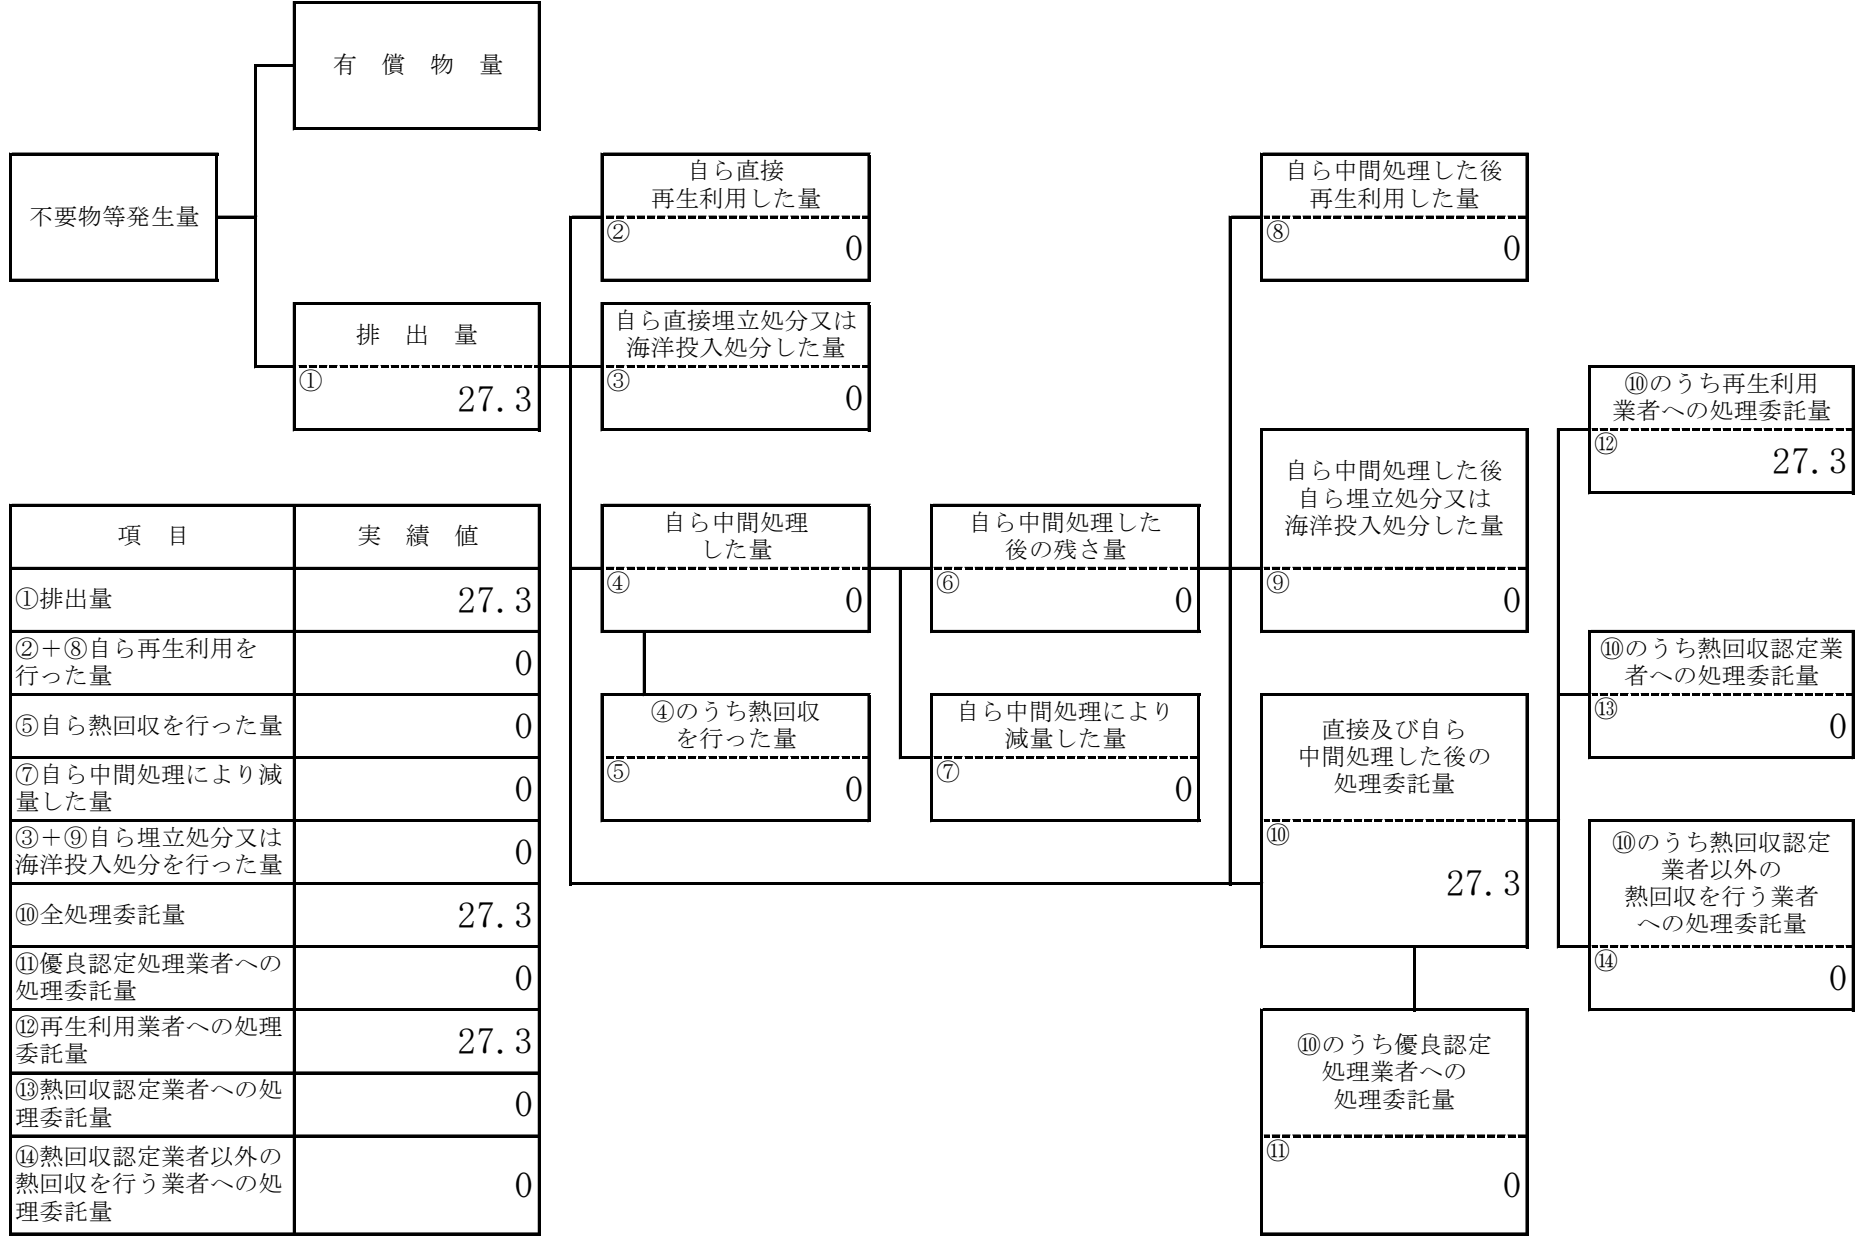 有 償 物 量
不要物等発生量
排 出 量
①
27.3
自ら直接
再生利用した量
②
0
自ら直接埋立処分又は
海洋投入処分した量
③
0
自ら中間処理
した量
④
0
④のうち熱回収
を行った量
⑤
0
自ら中間処理した
後の残さ量
⑥
0
自ら中間処理により
減量した量
⑦
0
自ら中間処理した後
再生利用した量
⑧
0
自ら中間処理した後
自ら埋立処分又は
海洋投入処分した量
⑨
0
直接及び自ら
中間処理した後の
処理委託量
⑩
27.3
⑩のうち優良認定
処理業者への
処理委託量
⑪
0
⑩のうち再生利用
業者への処理委託量
⑫
27.3
⑩のうち熱回収認定業
者への処理委託量
⑬
0
⑩のうち熱回収認定
業者以外の
熱回収を行う業者
への処理委託量
⑭
0
項 目
実 績 値
①排出量
27.3
②＋⑧自ら再生利用を
行った量
0
⑤自ら熱回収を行った量
0
⑦自ら中間処理により減
量した量
0
③＋⑨自ら埋立処分又は
海洋投入処分を行った量
0
⑩全処理委託量
27.3
⑪優良認定処理業者への
処理委託量
0
⑫再生利用業者への処理
委託量
27.3
⑬熱回収認定業者への処
理委託量
0
⑭熱回収認定業者以外の
熱回収を行う業者への処
理委託量
0